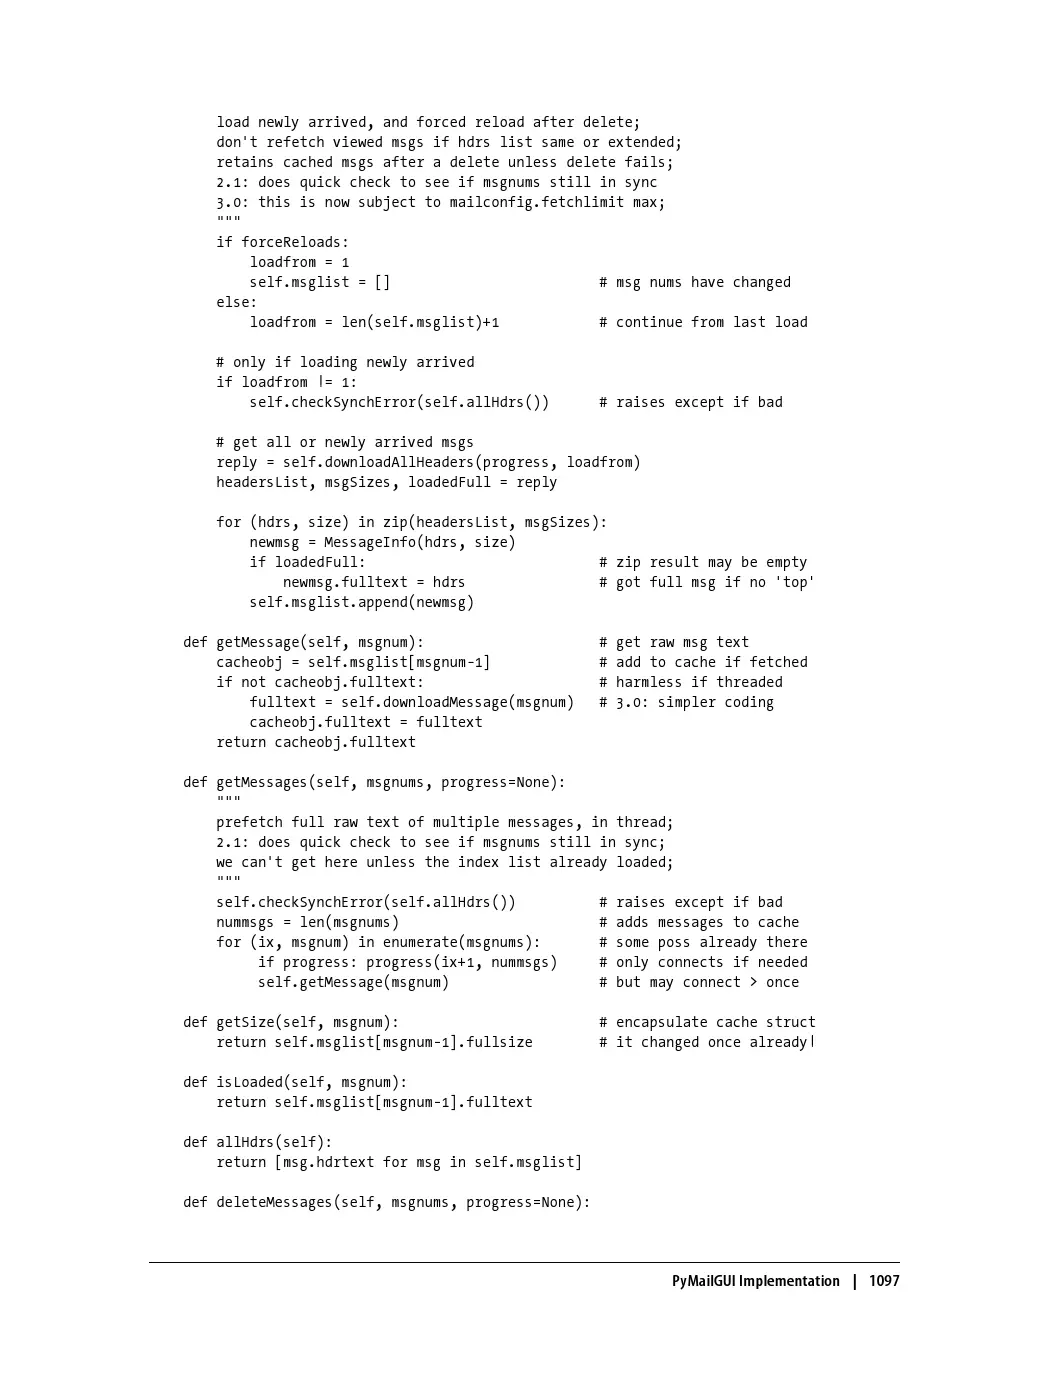 load newly arrived, and forced reload after delete;
don't refetch viewed msgs if hdrs list same or extended;
retains cached msgs after a delete unless delete fails;
2.1: does quick check to see if msgnums still in sync
3.0: this is now subject to mailconfig.fetchlimit max;
"""
if forceReloads:
loadfrom = 1
self.msglist = [] # msg nums have changed
else:
loadfrom = len(self.msglist)+1 # continue from last load
# only if loading newly arrived
if loadfrom != 1:
self.checkSynchError(self.allHdrs()) # raises except if bad
# get all or newly arrived msgs
reply = self.downloadAllHeaders(progress, loadfrom)
headersList, msgSizes, loadedFull = reply
for (hdrs, size) in zip(headersList, msgSizes):
newmsg = MessageInfo(hdrs, size)
if loadedFull: # zip result may be empty
newmsg.fulltext = hdrs # got full msg if no 'top'
self.msglist.append(newmsg)
def getMessage(self, msgnum): # get raw msg text
cacheobj = self.msglist[msgnum-1] # add to cache if fetched
if not cacheobj.fulltext: # harmless if threaded
fulltext = self.downloadMessage(msgnum) # 3.0: simpler coding
cacheobj.fulltext = fulltext
return cacheobj.fulltext
def getMessages(self, msgnums, progress=None):
"""
prefetch full raw text of multiple messages, in thread;
2.1: does quick check to see if msgnums still in sync;
we can't get here unless the index list already loaded;
"""
self.checkSynchError(self.allHdrs()) # raises except if bad
nummsgs = len(msgnums) # adds messages to cache
for (ix, msgnum) in enumerate(msgnums): # some poss already there
if progress: progress(ix+1, nummsgs) # only connects if needed
self.getMessage(msgnum) # but may connect > once
def getSize(self, msgnum): # encapsulate cache struct
return self.msglist[msgnum-1].fullsize # it changed once already!
def isLoaded(self, msgnum):
return self.msglist[msgnum-1].fulltext
def allHdrs(self):
return [msg.hdrtext for msg in self.msglist]
def deleteMessages(self, msgnums, progress=None):
PyMailGUI Implementation | 1097